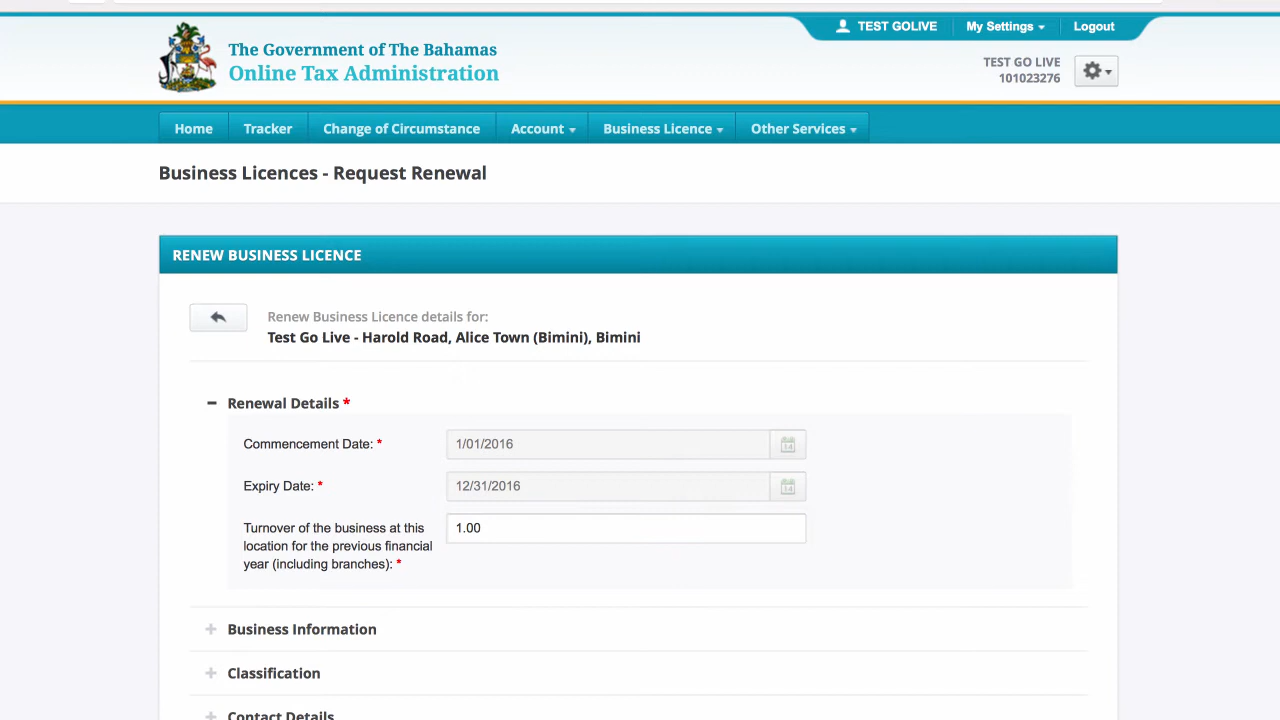 TEST GOLIVE My Settings Logout
The Government of The Bahamas
Online Tax Administration
TEST GO LIVE
101023276
Home Tracker Change of Circumstance Account Business Licence Other Services
Business Licences - Request Renewal
RENEW BUSINESS LICENCE
Renew Business Licence details for:
Test Go Live - Harold Road, Alice Town (Bimini), Bimini
Renewal Details *
Commencement Date: * 1/01/2016
Expiry Date: * 12/31/2016
Turnover of the business at this 1.00
location for the previous financial
year (including branches): *
Business Information
Classification
Contact Details